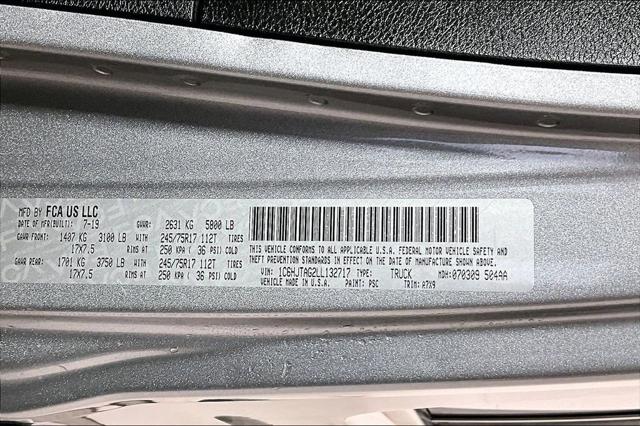 MFD BY FCA US LLC
DATE OF MFR(BUILT): 7-19 GVWR: 2631 KG 5800 LB
GAWR FRONT: 1407 KG 3100 LB WITH 245/75R17 112T TIRES
17X7.5 RIMS AT 250 KPA ( 36 PSI) COLD
GAWR REAR: 1701 KG 3750 LB WITH 245/75R17 112T TIRES
17X7.5 RIMS AT 250 KPA ( 36 PSI) COLD
THIS VEHICLE CONFORMS TO ALL APPLICABLE U.S.A. FEDERAL MOTOR VEHICLE SAFETY AND
THEFT PREVENTION STANDARDS IN EFFECT ON THE DATE OF MANUFACTURE SHOWN ABOVE.
VIN: 1C6HJTAG2LL132717 TYPE: TRUCK MDH: 070309 504AA
VEHICLE MADE IN U.S.A. PAINT: PSC TRIM: A7X9